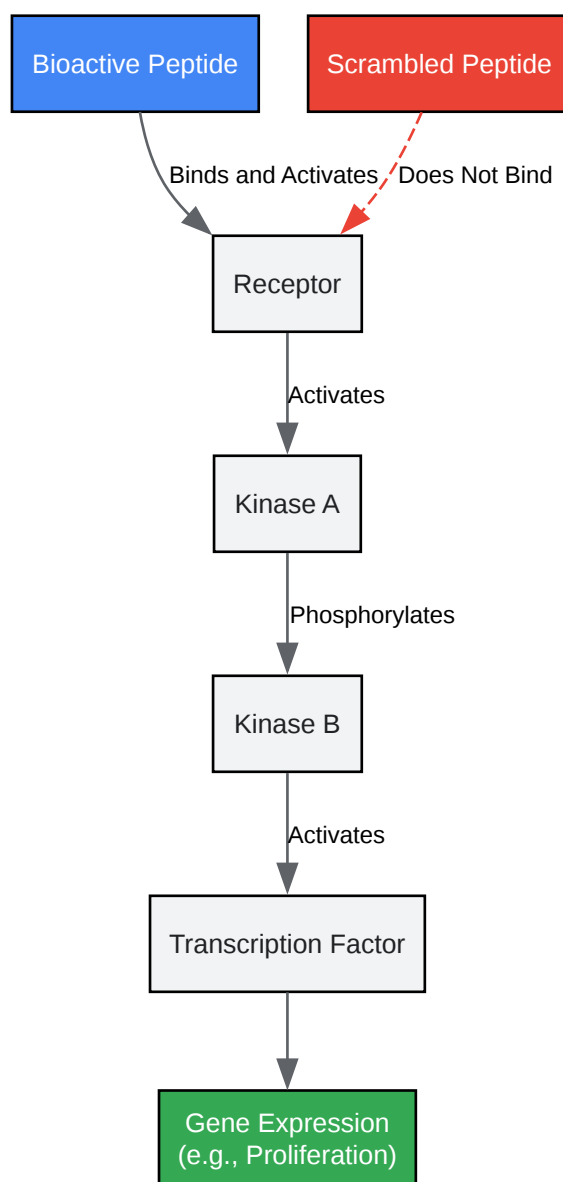 Bioactive Peptide
Scrambled Peptide
Binds and Activates
Does Not Bind
Receptor
Activates
Kinase A
Phosphorylates
Kinase B
Activates
Transcription Factor
Gene Expression
(e.g., Proliferation)